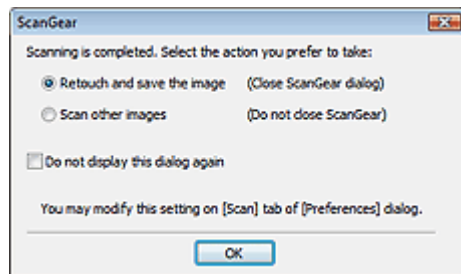 ScanGear
Scanning is completed. Select the action you prefer to take:
Retouch and save the image (Close ScanGear dialog)
Scan other images (Do not close ScanGear)
Do not display this dialog again
You may modify this setting on [Scan] tab of [Preferences] dialog.
OK